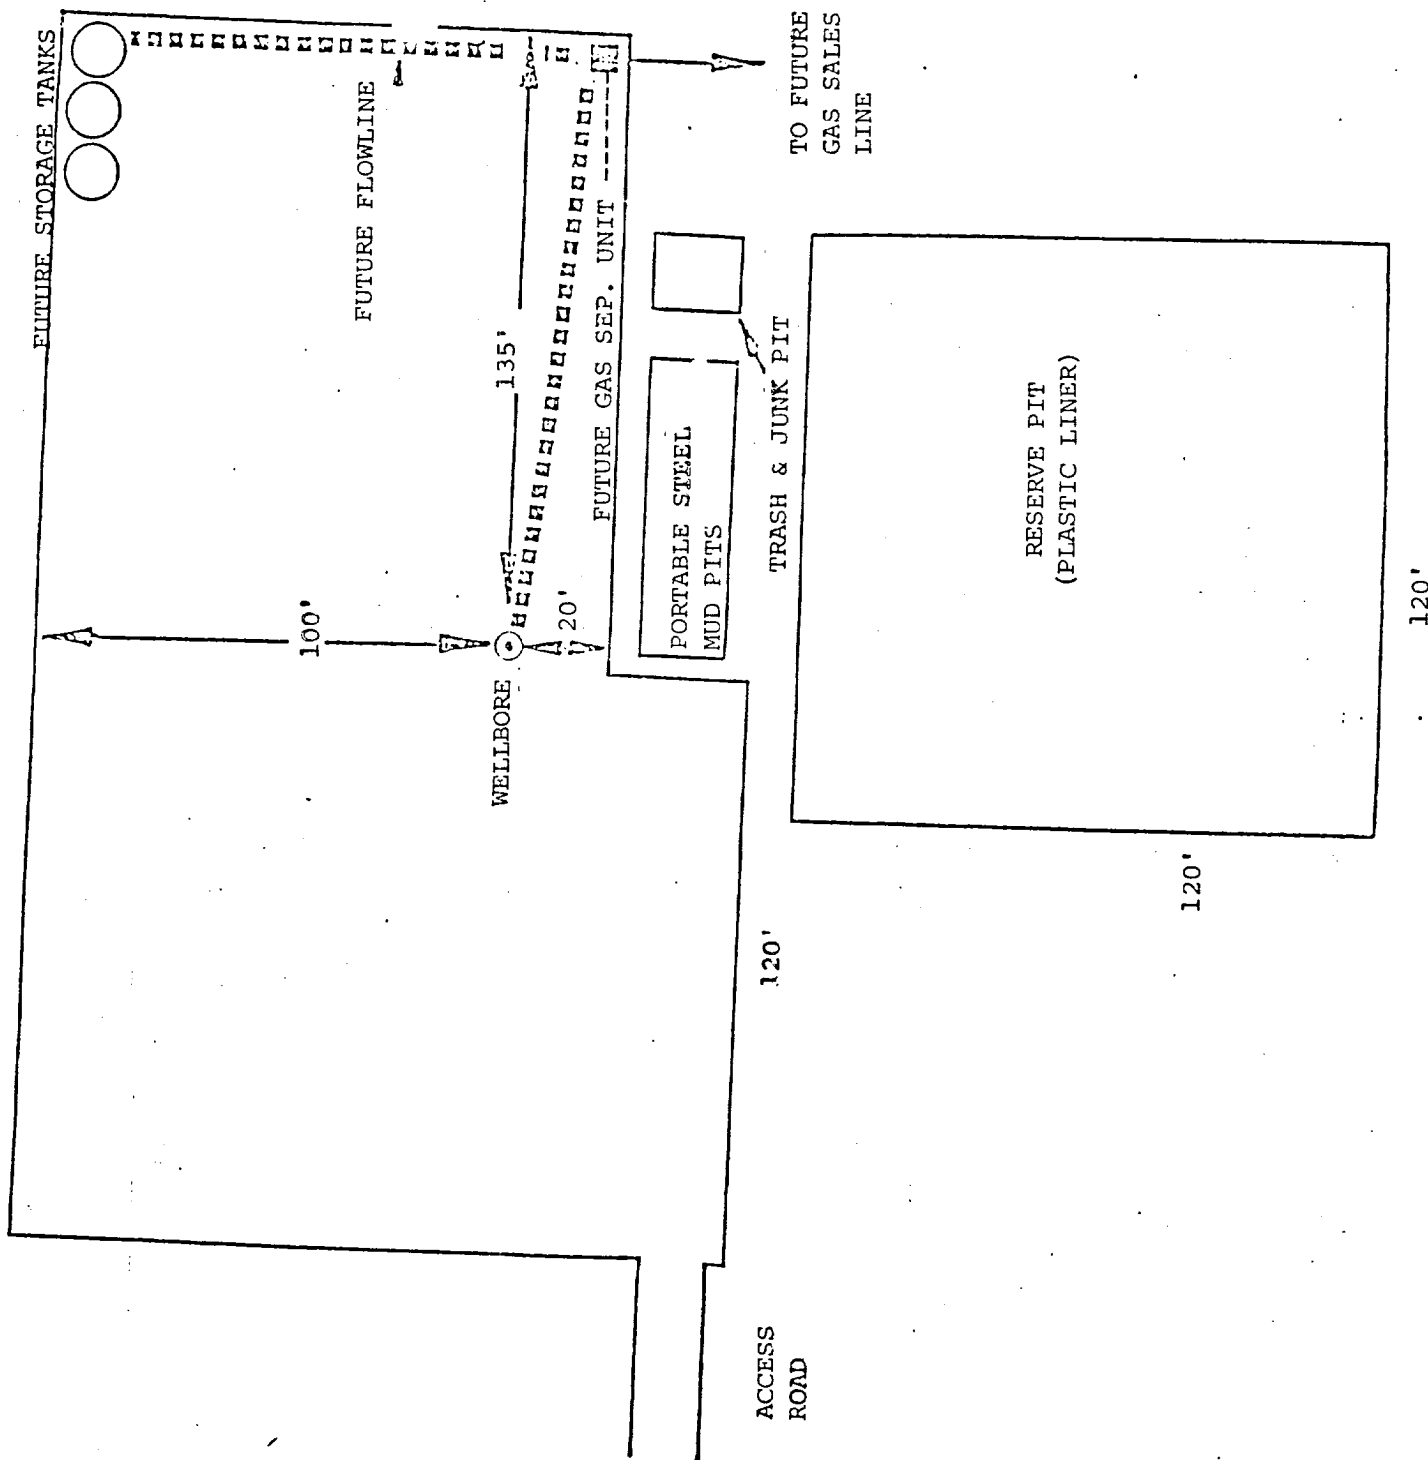 FUTURE STORAGE TANKS
FUTURE FLOWLINE
TO FUTURE
GAS SALES
LINE
135'
FUTURE GAS SEP. UNIT
100'
20'
WELLBORE
PORTABLE STEEL
MUD PITS
TRASH & JUNK PIT
RESERVE PIT
(PLASTIC LINER)
120'
120'
120'
ACCESS
ROAD